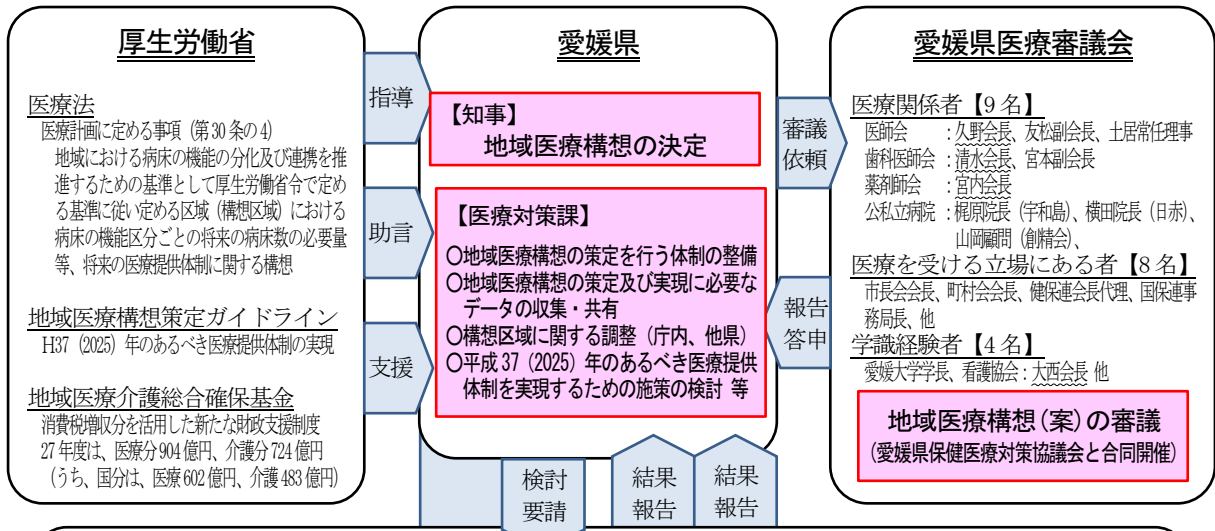 厚生労働省
医療法
医療計画に定める事項（第30条の4）
地域における病床の機能の分化及び連携を推
進するための基準として厚生労働省令で定め
る基準に従い定める区域（構想区域）における
病床の機能区分ごとの将来の病床数の必要量
等、将来の医療提供体制に関する構想
地域医療構想策定ガイドライン
H37（2025）年のあるべき医療提供体制の実現
地域医療介護総合確保基金
消費税増収分を活用した新たな財政支援制度
27年度は、医療分904億円、介護分724億円
（うち、国分は、医療602億円、介護483億円）
指導
助言
支援
愛媛県
【知事】
地域医療構想の決定
【医療対策課】
〇地域医療構想の策定を行う体制の整備
〇地域医療構想の策定及び実現に必要な
データの収集・共有
〇構想区域に関する調整（庁内、他県）
〇平成37（2025）年のあるべき医療提供
体制を実現するための施策の検討 等
審議
依頼
報告
答申
愛媛県医療審議会
医療関係者【9名】
医師会　：久野会長、友松副会長、土居常任理事
歯科医師会：清水会長、宮本副会長
薬剤師会：宮内会長
公私立病院：梶原院長（宇和島）、横田院長（日赤）、
山岡顧問（創精会）、
医療を受ける立場にある者【8名】
市長会会長、町村会会長、健保連会長代理、国保連事
務局長、他
学識経験者【4名】
愛媛大学学長、看護協会：大西会長 他
地域医療構想（案）の審議
（愛媛県保健医療対策協議会と合同開催）
検討
要請
結果
報告
結果
報告